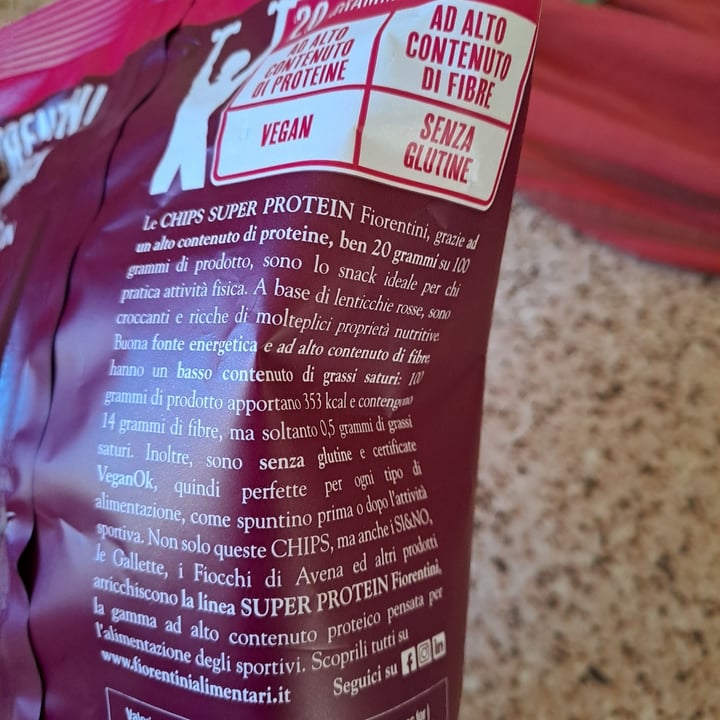 20
AD ALTO
CONTENUTO
DI PROTEINE
AD ALTO
CONTENUTO
DI FIBRE
VEGAN
SENZA
GLUTINE
Le CHIPS SUPER PROTEIN Fiorentini, grazie ad
un alto contenuto di proteine, ben 20 grammi su 100
grammi di prodotto, sono lo snack ideale per chi
pratica attività fisica. A base di lenticchie rosse, sono
croccanti e ricche di molteplici proprietà nutritive.
Buona fonte energetica e ad alto contenuto di fibre,
hanno un basso contenuto di grassi saturi: 100
grammi di prodotto apportano 353 kcal e contengono
14 grammi di fibre, ma soltanto 0,5 grammi di grassi
saturi. Inoltre, sono senza glutine e certificate
VeganOk, quindi perfette per ogni tipo di
alimentazione, come spuntino prima o dopo l'attività
sportiva. Non solo queste CHIPS, ma anche i SI&NO,
le Gallette, i Fiocchi di Avena ed altri prodotti
arricchiscono la linea SUPER PROTEIN Fiorentini,
la gamma ad alto contenuto proteico pensata per
l'alimentazione degli sportivi. Scoprili tutti su
www.fiorentinialimentari.it Seguici su